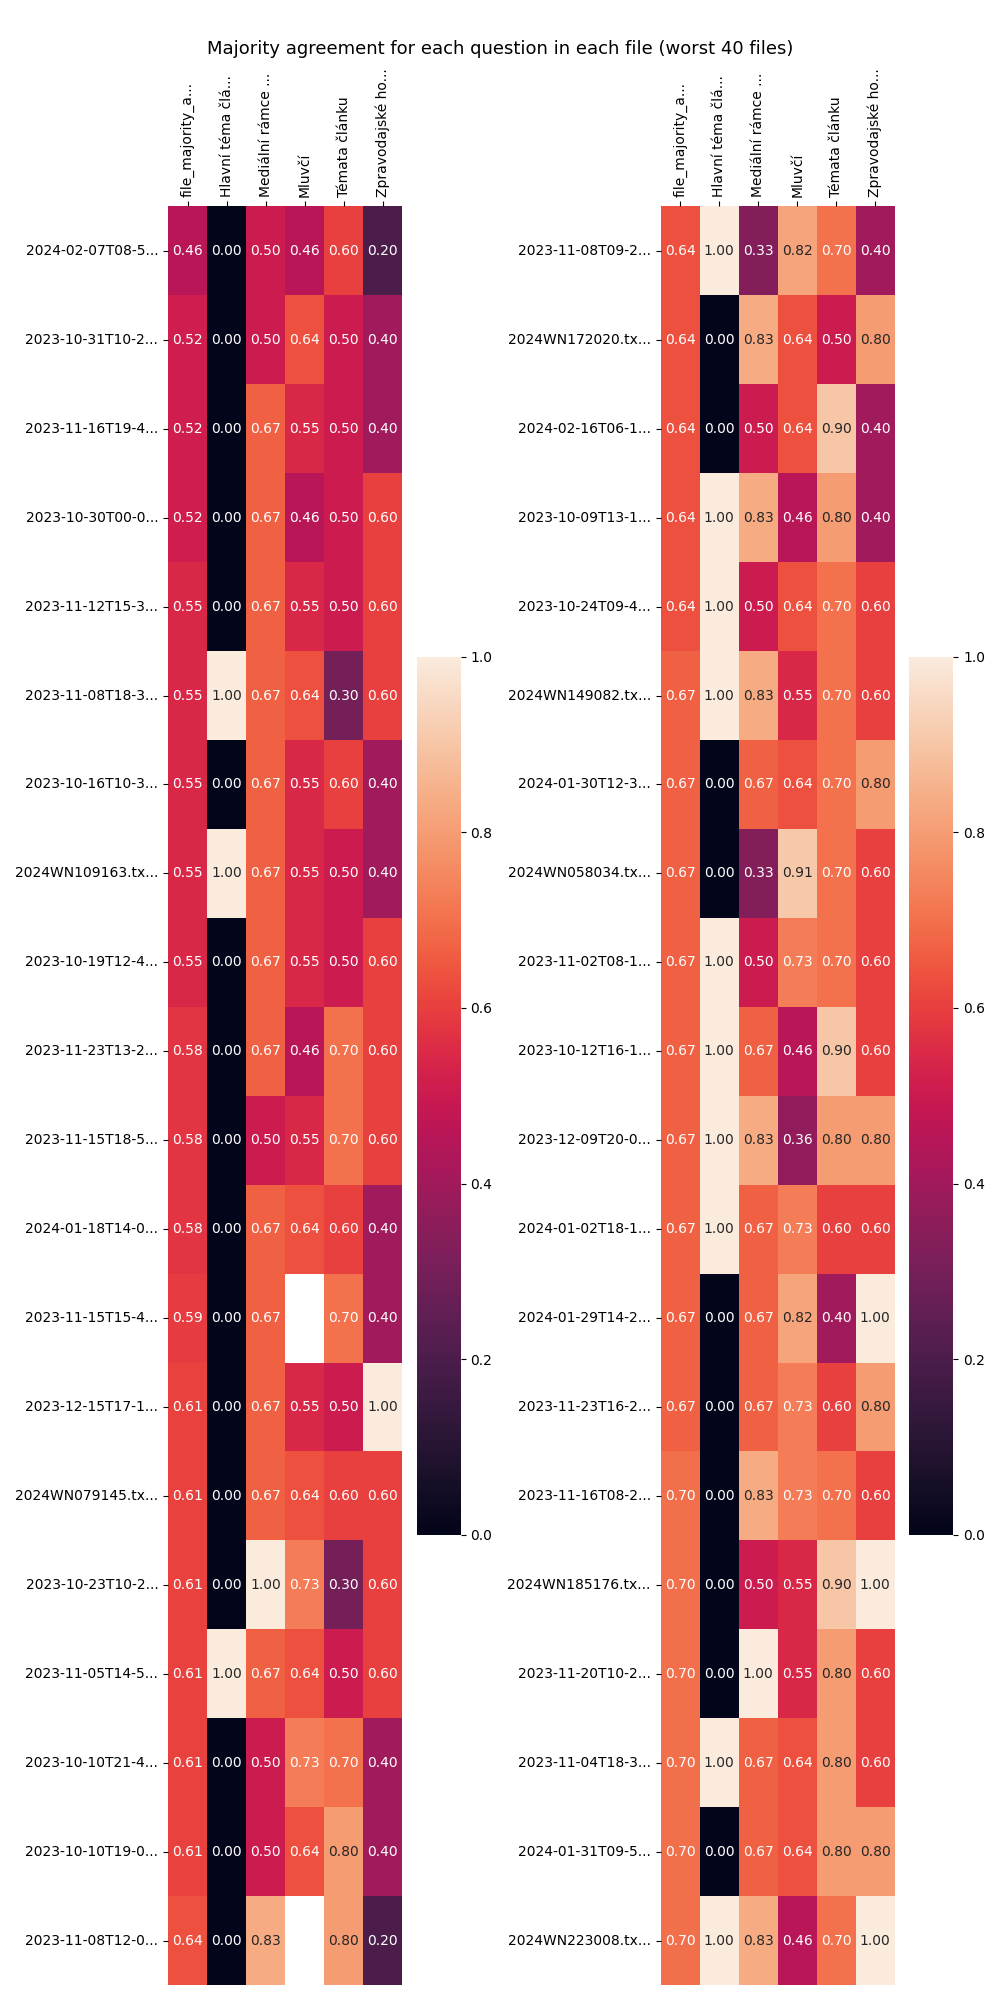 Majority agreement for each question in each file (worst 40 files)
file_majority_a... Hlavní téma člá... Mediální rámce ... Mluvčí Témata článku Zpravodajské ho...
2024-02-07T08-5... 0.46 0.00 0.50 0.46 0.60 0.20
2023-10-31T10-2... 0.52 0.00 0.50 0.64 0.50 0.40
2023-11-16T19-4... 0.52 0.00 0.67 0.55 0.50 0.40
2023-10-30T00-0... 0.52 0.00 0.67 0.46 0.50 0.60
2023-11-12T15-3... 0.55 0.00 0.67 0.55 0.50 0.60
2023-11-08T18-3... 0.55 1.00 0.67 0.64 0.30 0.60
2023-10-16T10-3... 0.55 0.00 0.67 0.55 0.60 0.40
2024WN109163.tx... 0.55 1.00 0.67 0.55 0.50 0.40
2023-10-19T12-4... 0.55 0.00 0.67 0.55 0.50 0.60
2023-11-23T13-2... 0.58 0.00 0.67 0.46 0.70 0.60
2023-11-15T18-5... 0.58 0.00 0.50 0.55 0.70 0.60
2024-01-18T14-0... 0.58 0.00 0.67 0.64 0.60 0.40
2023-11-15T15-4... 0.59 0.00 0.67 0.70 0.40
2023-12-15T17-1... 0.61 0.00 0.67 0.55 0.50 1.00
2024WN079145.tx... 0.61 0.00 0.67 0.64 0.60 0.60
2023-10-23T10-2... 0.61 0.00 1.00 0.73 0.30 0.60
2023-11-05T14-5... 0.61 1.00 0.67 0.64 0.50 0.60
2023-10-10T21-4... 0.61 0.00 0.50 0.73 0.70 0.40
2023-10-10T19-0... 0.61 0.00 0.50 0.64 0.80 0.40
2023-11-08T12-0... 0.64 0.00 0.83 0.80 0.20
1.0
0.8
0.6
0.4
0.2
0.0
file_majority_a... Hlavní téma člá... Mediální rámce ... Mluvčí Témata článku Zpravodajské ho...
2023-11-08T09-2... 0.64 1.00 0.33 0.82 0.70 0.40
2024WN172020.tx... 0.64 0.00 0.83 0.64 0.50 0.80
2024-02-16T06-1... 0.64 0.00 0.50 0.64 0.90 0.40
2023-10-09T13-1... 0.64 1.00 0.83 0.46 0.80 0.40
2023-10-24T09-4... 0.64 1.00 0.50 0.64 0.70 0.60
2024WN149082.tx... 0.67 1.00 0.83 0.55 0.70 0.60
2024-01-30T12-3... 0.67 0.00 0.67 0.64 0.70 0.80
2024WN058034.tx... 0.67 0.00 0.33 0.91 0.70 0.60
2023-11-02T08-1... 0.67 1.00 0.50 0.73 0.70 0.60
2023-10-12T16-1... 0.67 1.00 0.67 0.46 0.90 0.60
2023-12-09T20-0... 0.67 1.00 0.83 0.36 0.80 0.80
2024-01-02T18-1... 0.67 1.00 0.67 0.73 0.60 0.60
2024-01-29T14-2... 0.67 0.00 0.67 0.82 0.40 1.00
2023-11-23T16-2... 0.67 0.00 0.67 0.73 0.60 0.80
2023-11-16T08-2... 0.70 0.00 0.83 0.73 0.70 0.60
2024WN185176.tx... 0.70 0.00 0.50 0.55 0.90 1.00
2023-11-20T10-2... 0.70 0.00 1.00 0.55 0.80 0.60
2023-11-04T18-3... 0.70 1.00 0.67 0.64 0.80 0.60
2024-01-31T09-5... 0.70 0.00 0.67 0.64 0.80 0.80
2024WN223008.tx... 0.70 1.00 0.83 0.46 0.70 1.00
1.0
0.8
0.6
0.4
0.2
0.0